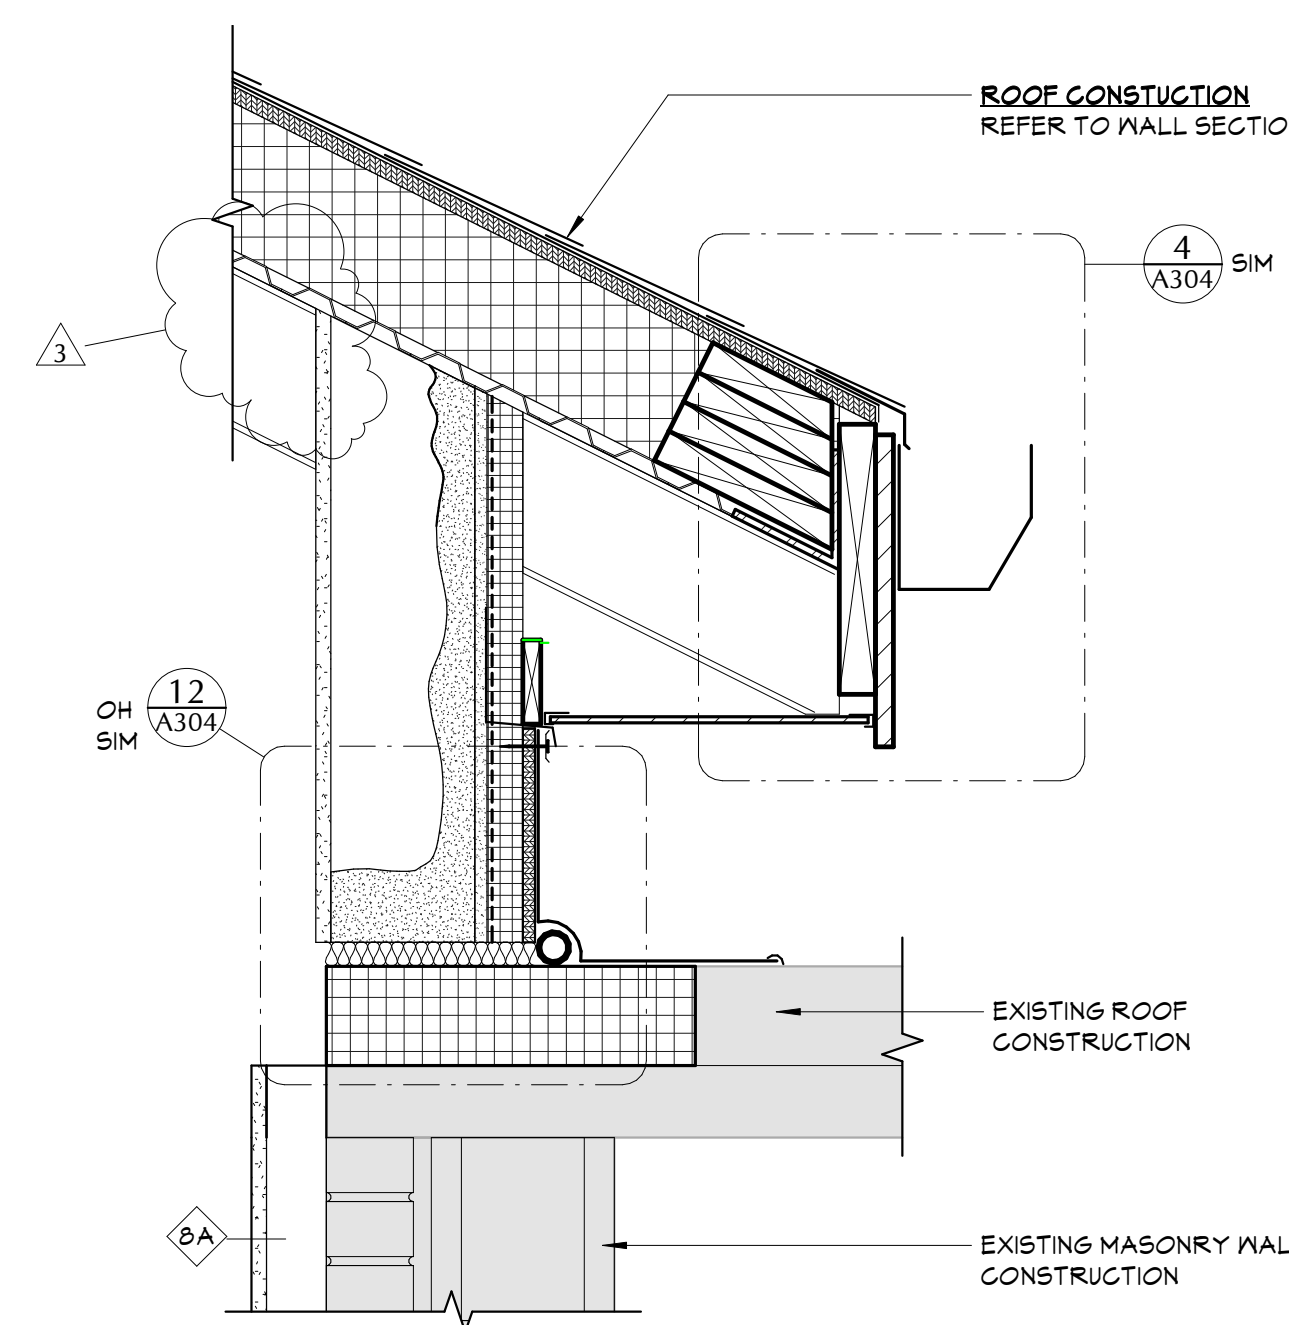 ROOF CONSTUCTION
REFER TO WALL SECTIO
4
A304
SIM
3
12
A304
OH
SIM
EXISTING ROOF
CONSTRUCTION
8A
EXISTING MASONRY WAL
CONSTRUCTION